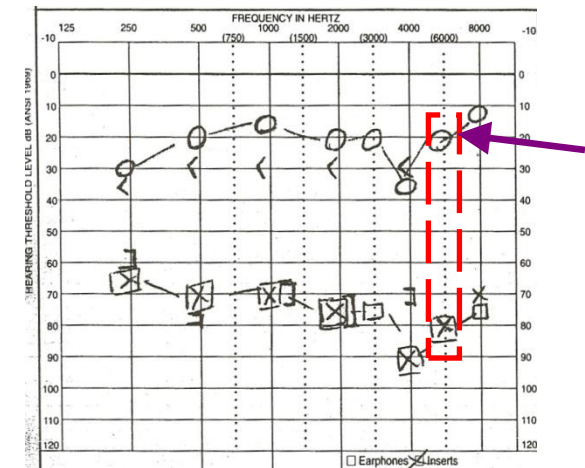 FREQUENCY IN HERTZ
125 250 500 1000 2000 4000 8000
(750) (1500) (3000) (6000)
-10 -10
0 0
10 10
20 20
30 30
40 40
50 50
60 60
70 70
80 80
90 90
100 100
110 110
120 120
HEARING THRESHOLD LEVEL dB (ANSI 1969)
Earphones Inserts